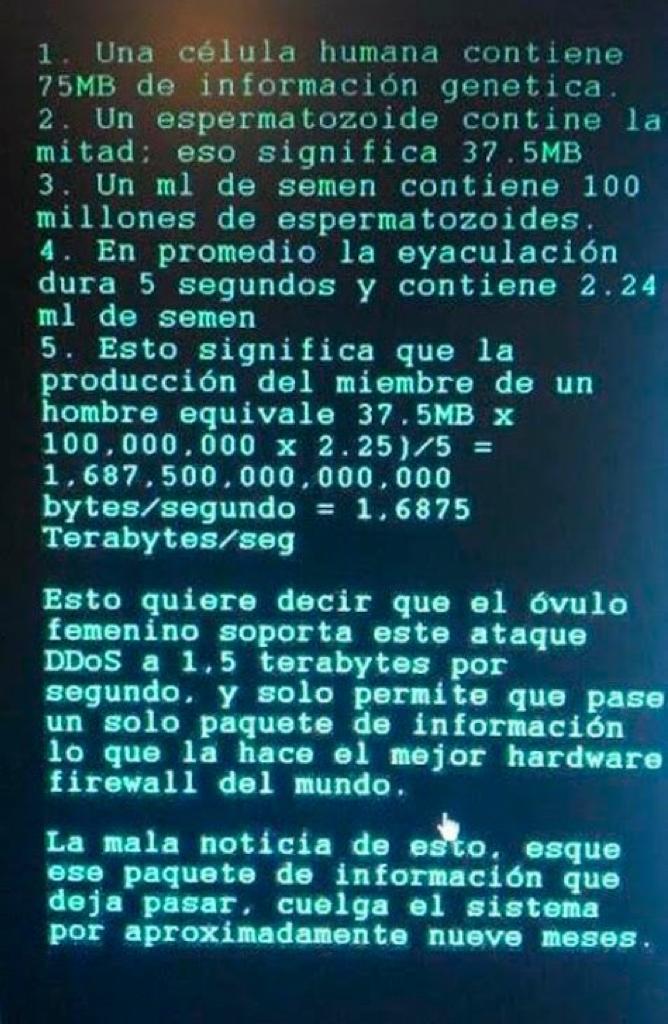 1. Una célula humana contiene
75MB de información genetica.
2. Un espermatozoide contine la
mitad: eso significa 37.5MB
3. Un ml de semen contiene 100
millones de espermatozoides.
4. En promedio la eyaculación
dura 5 segundos y contiene 2.24
ml de semen
5. Esto significa que la
producción del miembre de un
hombre equivale 37.5MB x
100,000,000 x 2.25)/5 =
1,687,500,000,000,000
bytes/segundo = 1,6875
Terabytes/seg
Esto quiere decir que el óvulo
femenino soporta este ataque
DDoS a 1,5 terabytes por
segundo, y solo permite que pase
un solo paquete de información
lo que la hace el mejor hardware
firewall del mundo.
La mala noticia de esto, esque
ese paquete de información que
deja pasar, cuelga el sistema
por aproximadamente nueve meses.